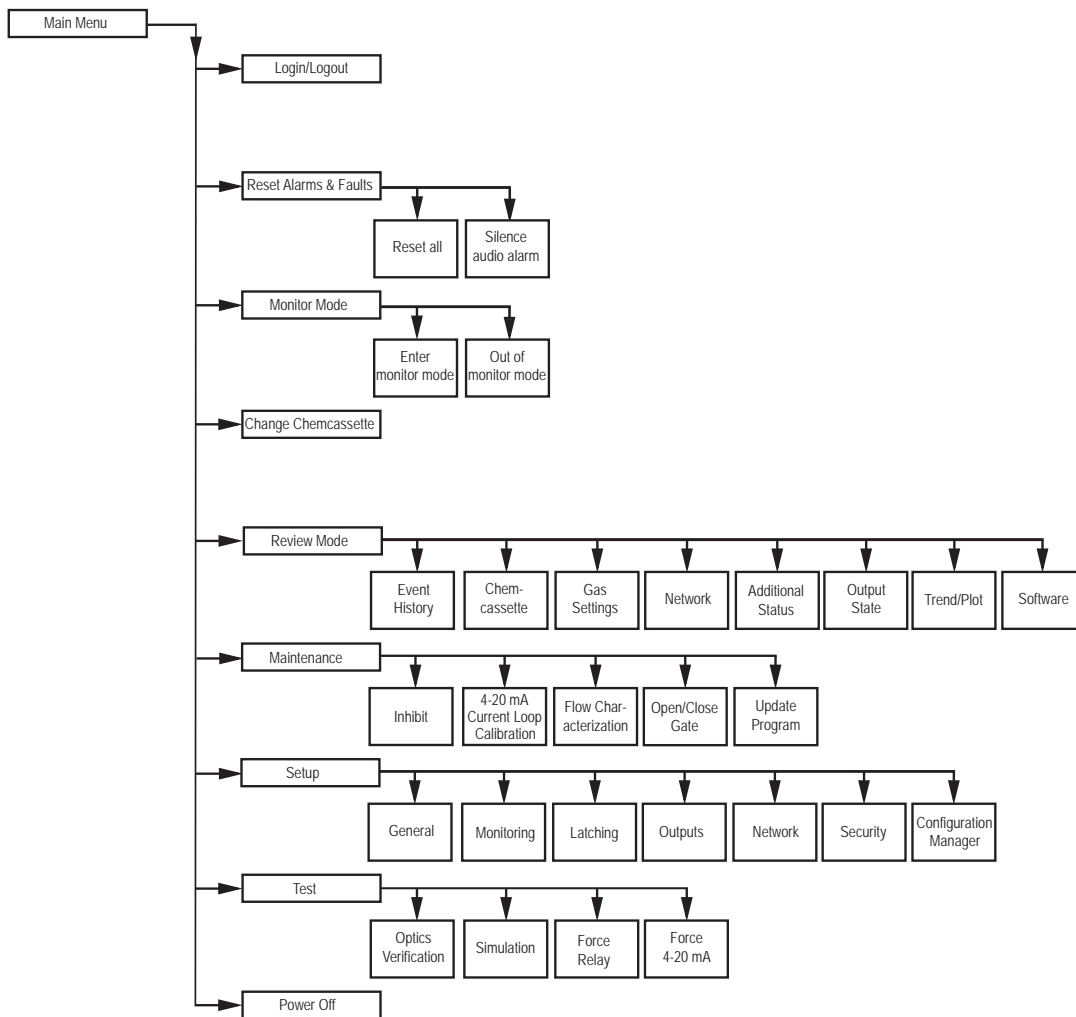 Main Menu
Login/Logout
Reset Alarms & Faults
Reset all
Silence
audio alarm
Monitor Mode
Enter
monitor mode
Out of
monitor mode
Change Chemcassette
Review Mode
Event
History
Chem-
cassette
Gas
Settings
Network
Additional
Status
Output
State
Trend/Plot
Software
Maintenance
Inhibit
4-20 mA
Current Loop
Calibration
Flow Char-
acterization
Open/Close
Gate
Update
Program
Setup
General
Monitoring
Latching
Outputs
Network
Security
Configuration
Manager
Test
Optics
Verification
Simulation
Force
Relay
Force
4-20 mA
Power Off